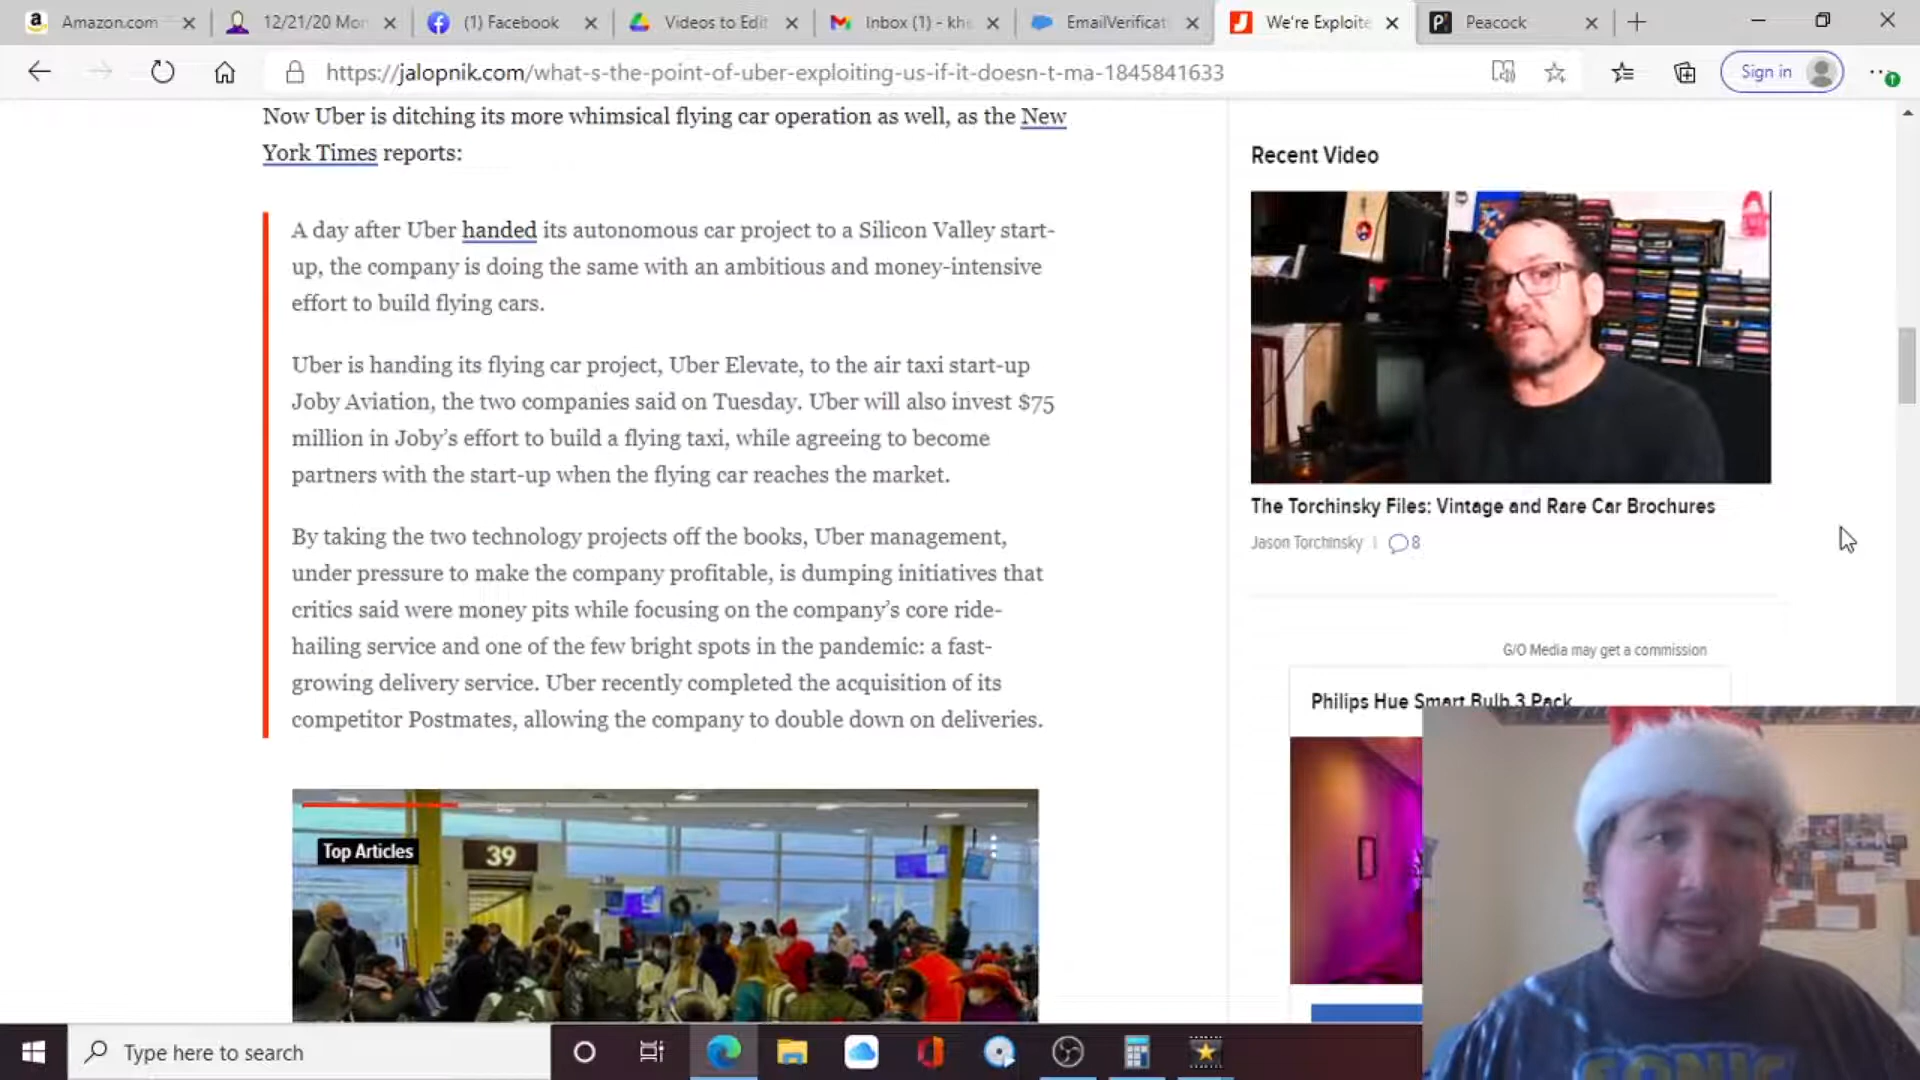 Amazon.com
12/21/20 Mor
(1) Facebook
Videos to Edit
Inbox (1) - khe
EmailVerificat
We're Exploite
Peacock
https://jalopnik.com/what-s-the-point-of-uber-exploiting-us-if-it-doesn-t-ma-1845841633
Sign in
Now Uber is ditching its more whimsical flying car operation as well, as the New
York Times reports:
A day after Uber handed its autonomous car project to a Silicon Valley start-
up, the company is doing the same with an ambitious and money-intensive
effort to build flying cars.
Uber is handing its flying car project, Uber Elevate, to the air taxi start-up
Joby Aviation, the two companies said on Tuesday. Uber will also invest $75
million in Joby's effort to build a flying taxi, while agreeing to become
partners with the start-up when the flying car reaches the market.
By taking the two technology projects off the books, Uber management,
under pressure to make the company profitable, is dumping initiatives that
critics said were money pits while focusing on the company's core ride-
hailing service and one of the few bright spots in the pandemic: a fast-
growing delivery service. Uber recently completed the acquisition of its
competitor Postmates, allowing the company to double down on deliveries.
Top Articles
39
Recent Video
The Torchinsky Files: Vintage and Rare Car Brochures
Jason Torchinsky | 8
G/O Media may get a commission
Philips Hue Smart Bulb 3 Pack
SONIC
Type here to search